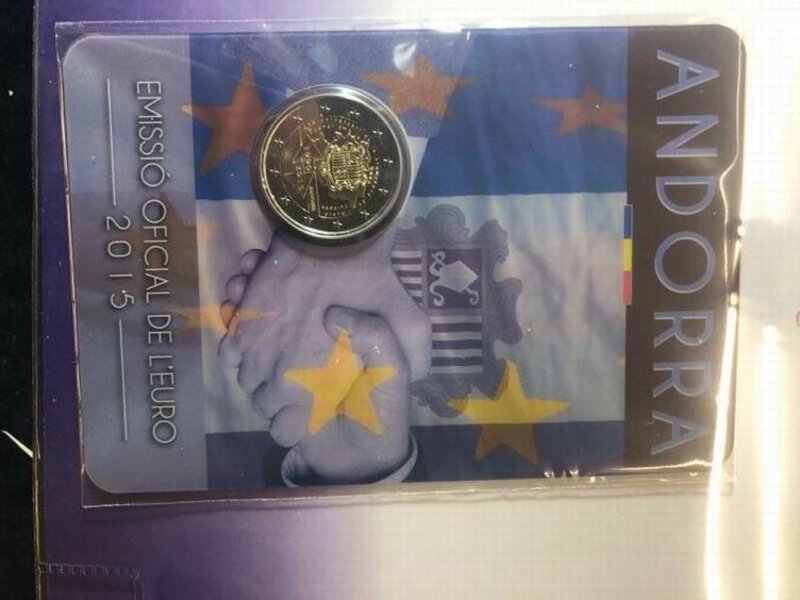 ANDORRA
EMISSIÓ OFICIAL DE L'EURO
2015